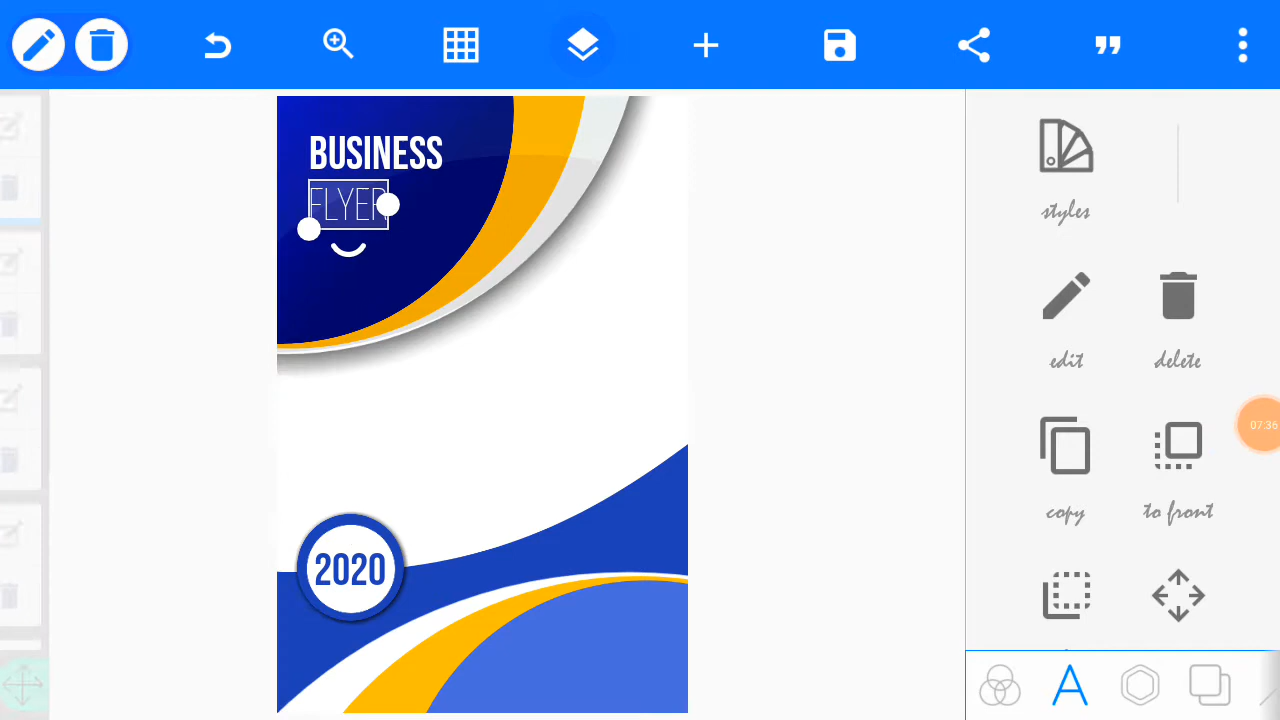 BUSINESS
FLYER
2020
styles
edit
delete
copy
to front
07:36